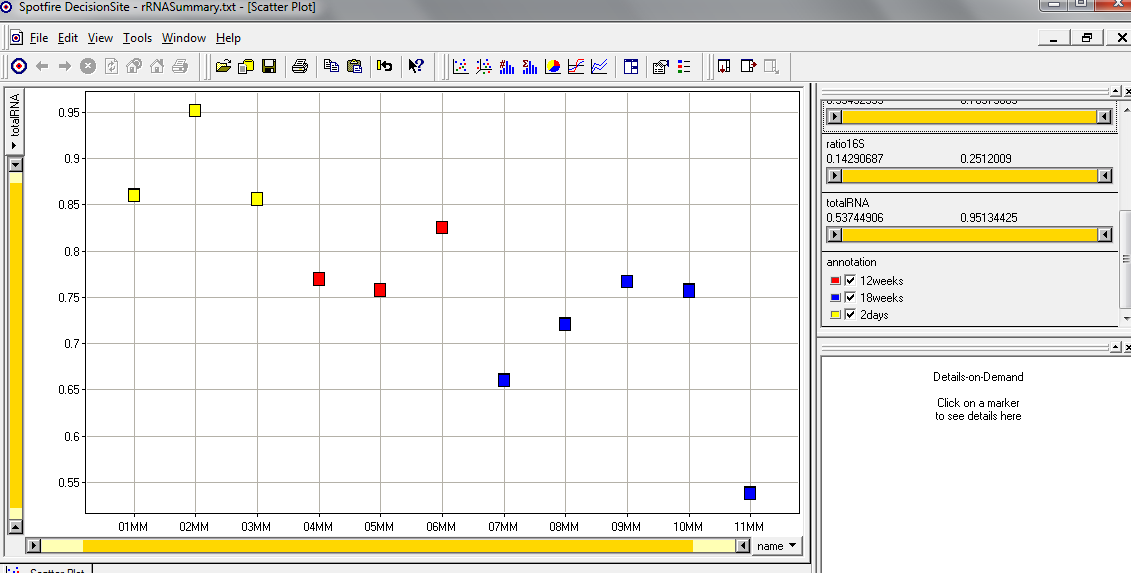 Spotfire DecisionSite - rRNASummary.txt - [Scatter Plot]
File Edit View Tools Window Help
totalRNA
0.95
0.9
0.85
0.8
0.75
0.7
0.65
0.6
0.55
01MM 02MM 03MM 04MM 05MM 06MM 07MM 08MM 09MM 10MM 11MM
name
Scatter Plot
ratio16S
0.14290687 0.2512009
totalRNA
0.53744906 0.95134425
annotation
12weeks
18weeks
2days
Details-on-Demand
Click on a marker
to see details here